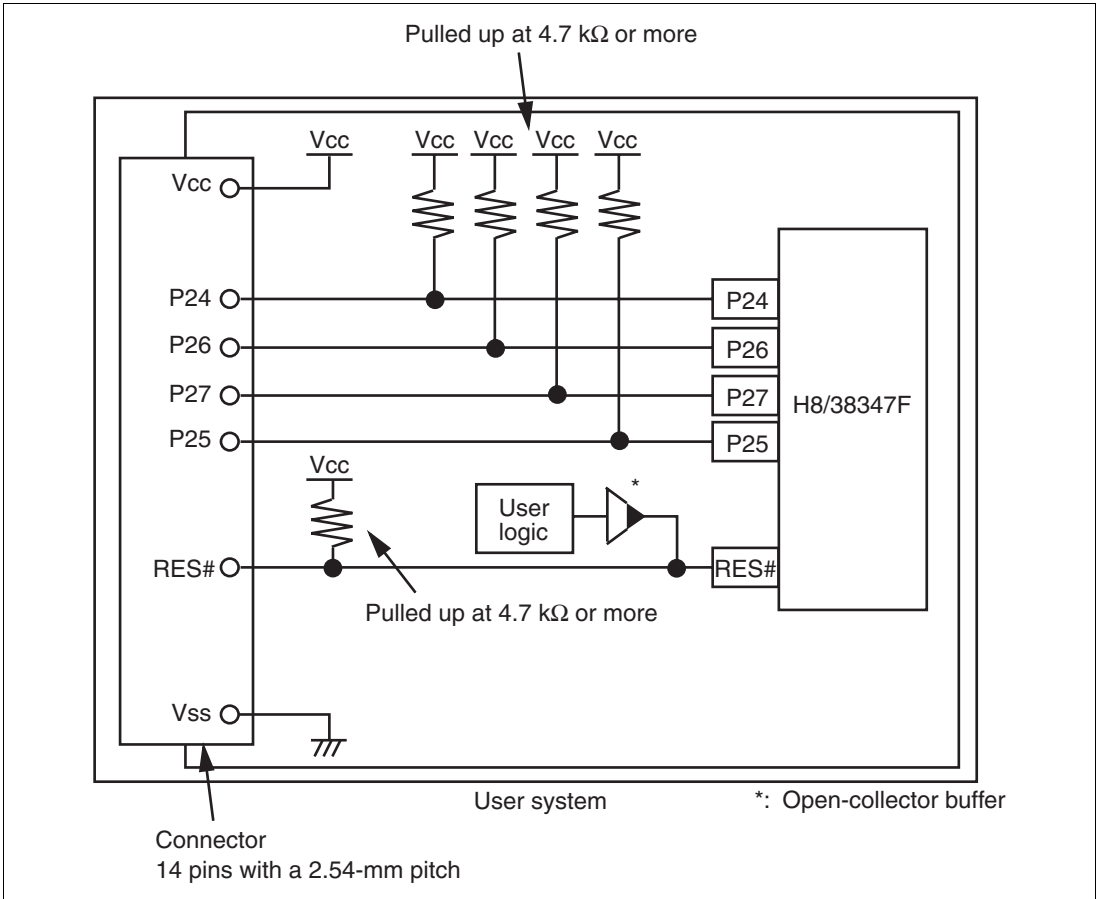 Pulled up at 4.7 kΩ or more
Vcc
Vcc
Vcc
Vcc
Vcc
Vcc
P24
P24
P26
P26
P27
P27
H8/38347F
P25
P25
Vcc
User
logic
*
RES#
RES#
Pulled up at 4.7 kΩ or more
Vss
User system
*: Open-collector buffer
Connector
14 pins with a 2.54-mm pitch